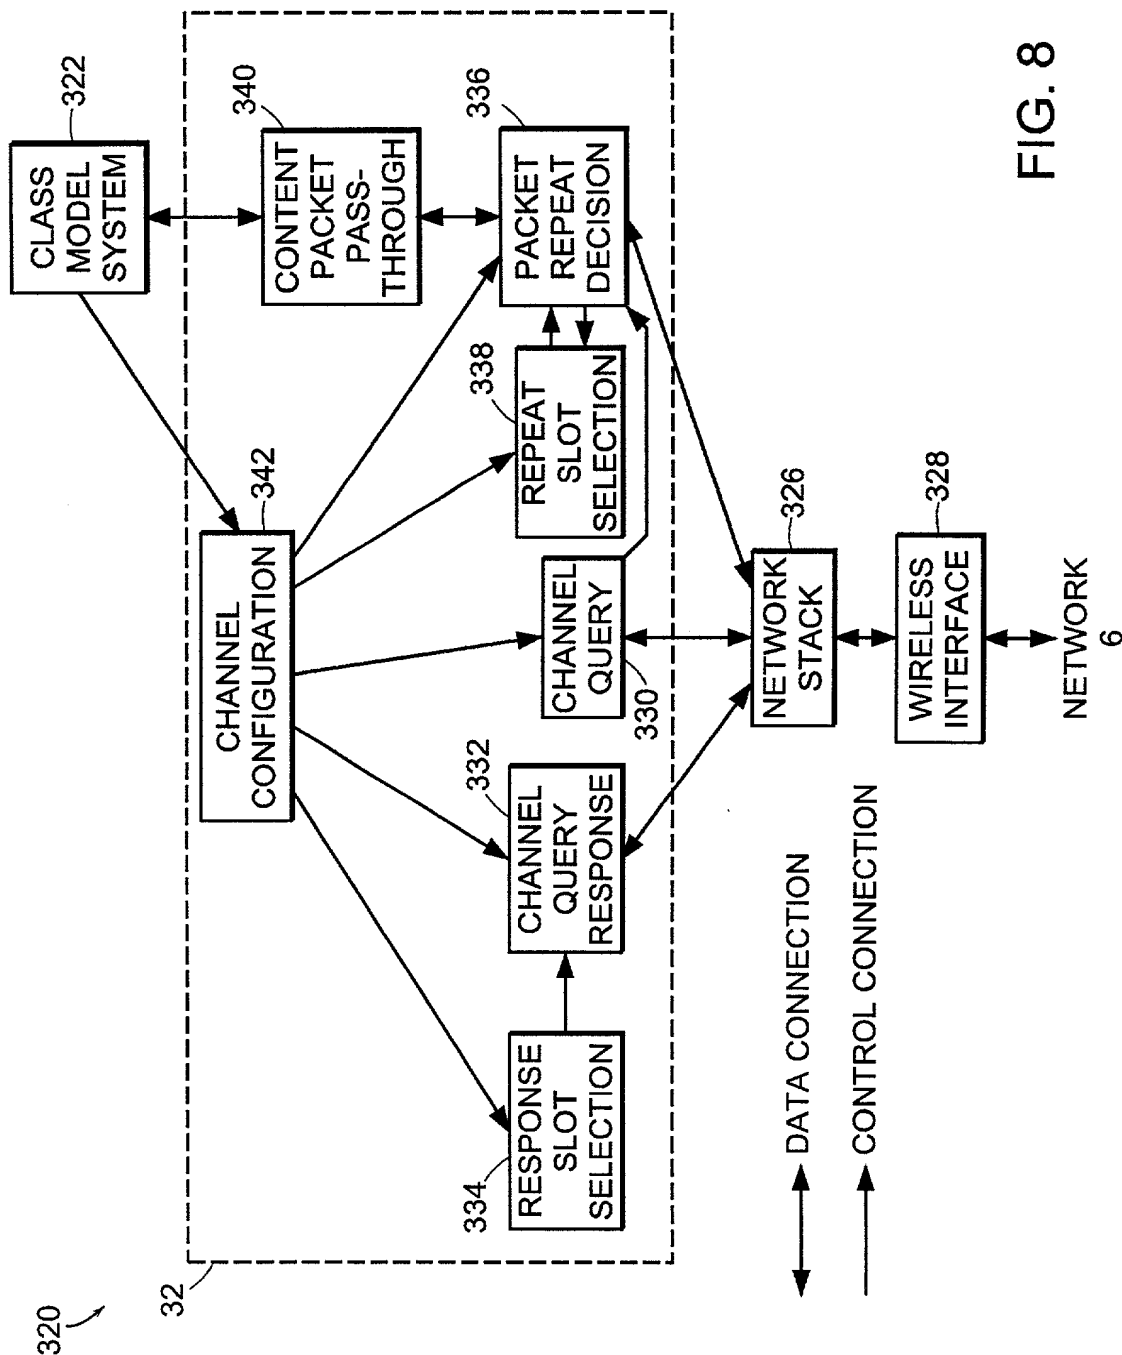 320
32
CLASS
MODEL
SYSTEM
322
CHANNEL
CONFIGURATION
342
CONTENT
PACKET
PASS-
THROUGH
340
RESPONSE
SLOT
SELECTION
334
CHANNEL
QUERY
RESPONSE
332
CHANNEL
QUERY
330
REPEAT
SLOT
SELECTION
338
PACKET
REPEAT
DECISION
336
NETWORK
STACK
326
WIRELESS
INTERFACE
328
NETWORK
6
DATA CONNECTION
CONTROL CONNECTION
FIG. 8